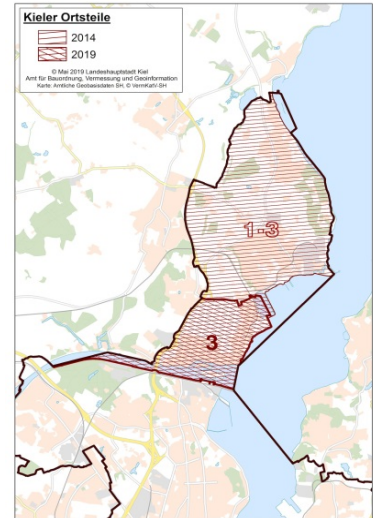 Kieler Ortsteile
2014
2019
© Mai 2019 Landeshauptstadt Kiel
Amt für Bauordnung, Vermessung und Geoinformation
Karte: Amtliche Geobasisdaten SH, © VermKatV-SH
1-3
3